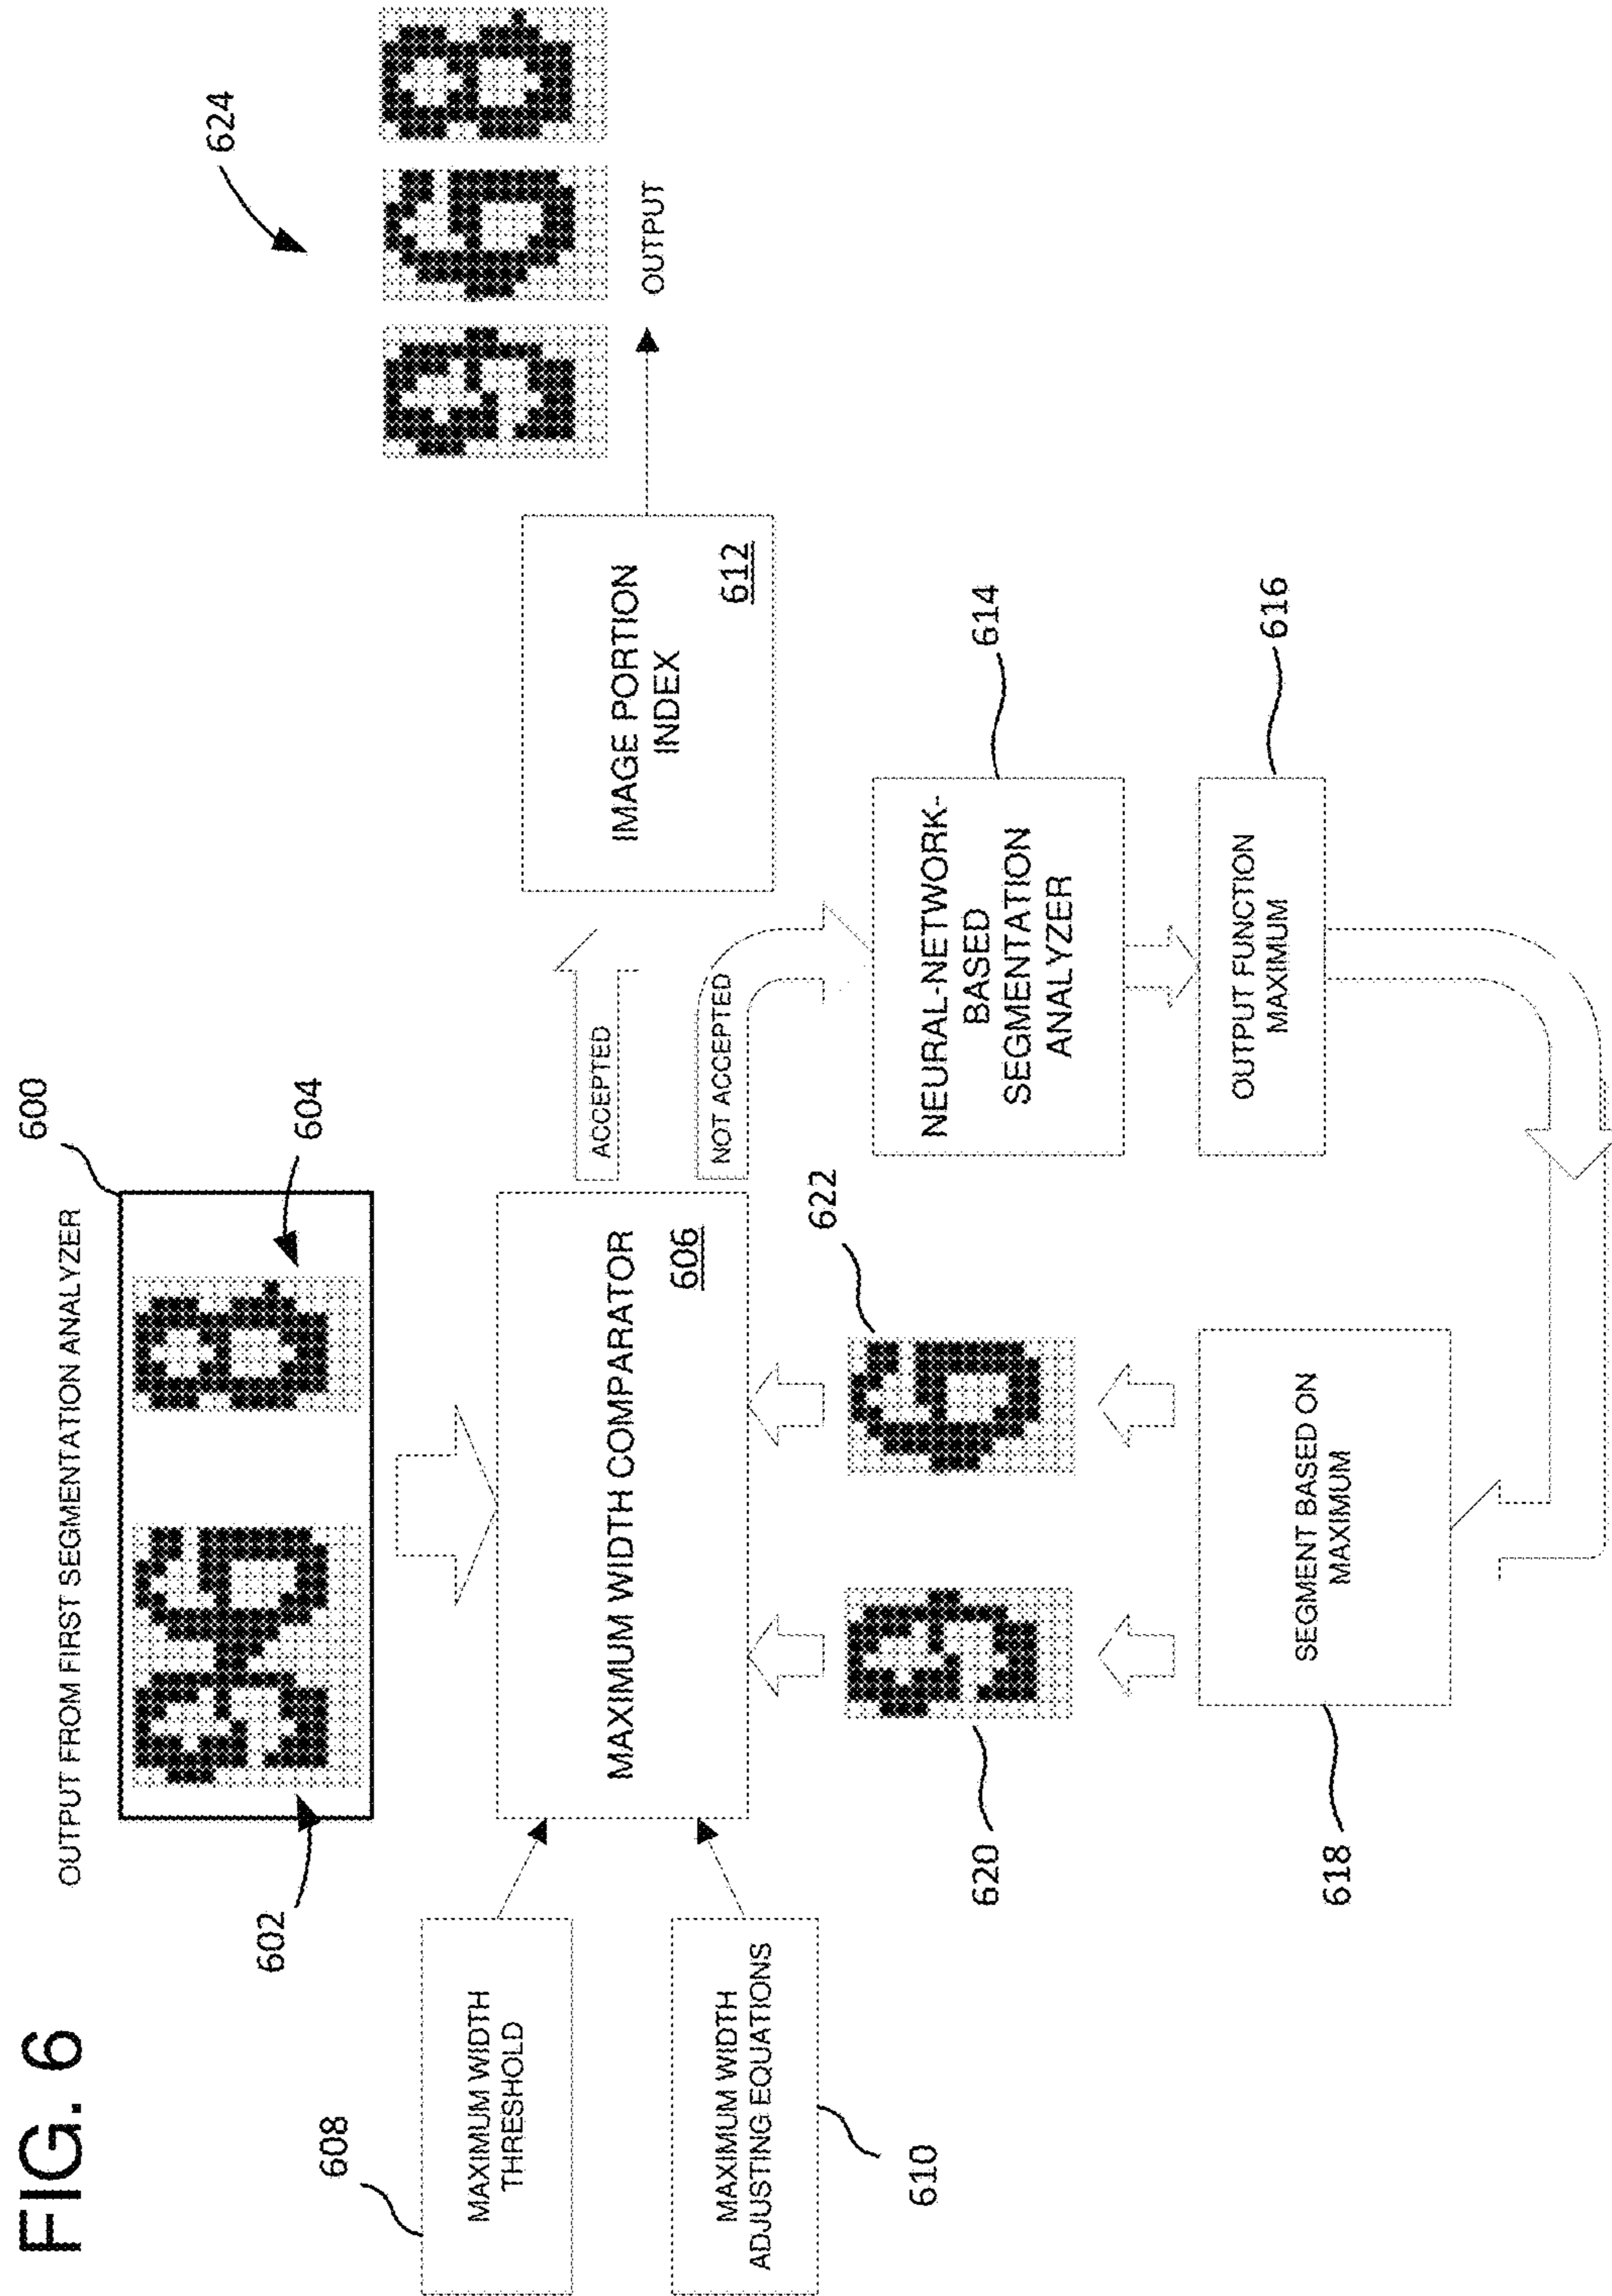 FIG. 6
OUTPUT FROM FIRST SEGMENTATION ANALYZER
600
602
604
608
MAXIMUM WIDTH
THRESHOLD
MAXIMUM WIDTH
ADJUSTING EQUATIONS
610
MAXIMUM WIDTH COMPARATOR
606
ACCEPTED
NOT ACCEPTED
IMAGE PORTION
INDEX
612
OUTPUT
624
NEURAL-NETWORK-
BASED
SEGMENTATION
ANALYZER
614
OUTPUT FUNCTION
MAXIMUM
616
620
622
SEGMENT BASED ON
MAXIMUM
618